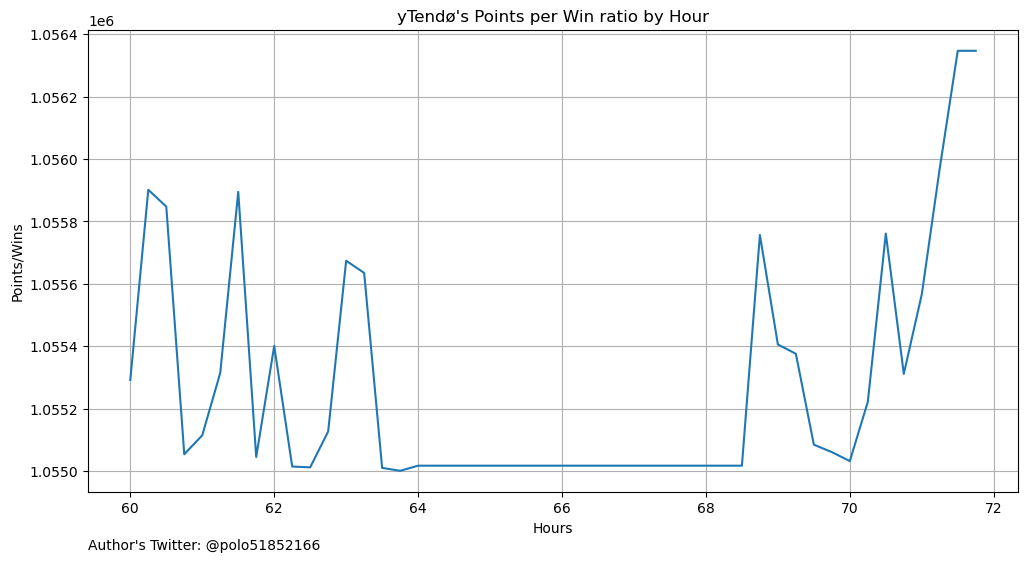 yTendø's Points per Win ratio by Hour
1e6
1.0564
1.0562
1.0560
1.0558
1.0556
1.0554
1.0552
1.0550
Points/Wins
60 62 64 66 68 70 72
Hours
Author's Twitter: @polo51852166